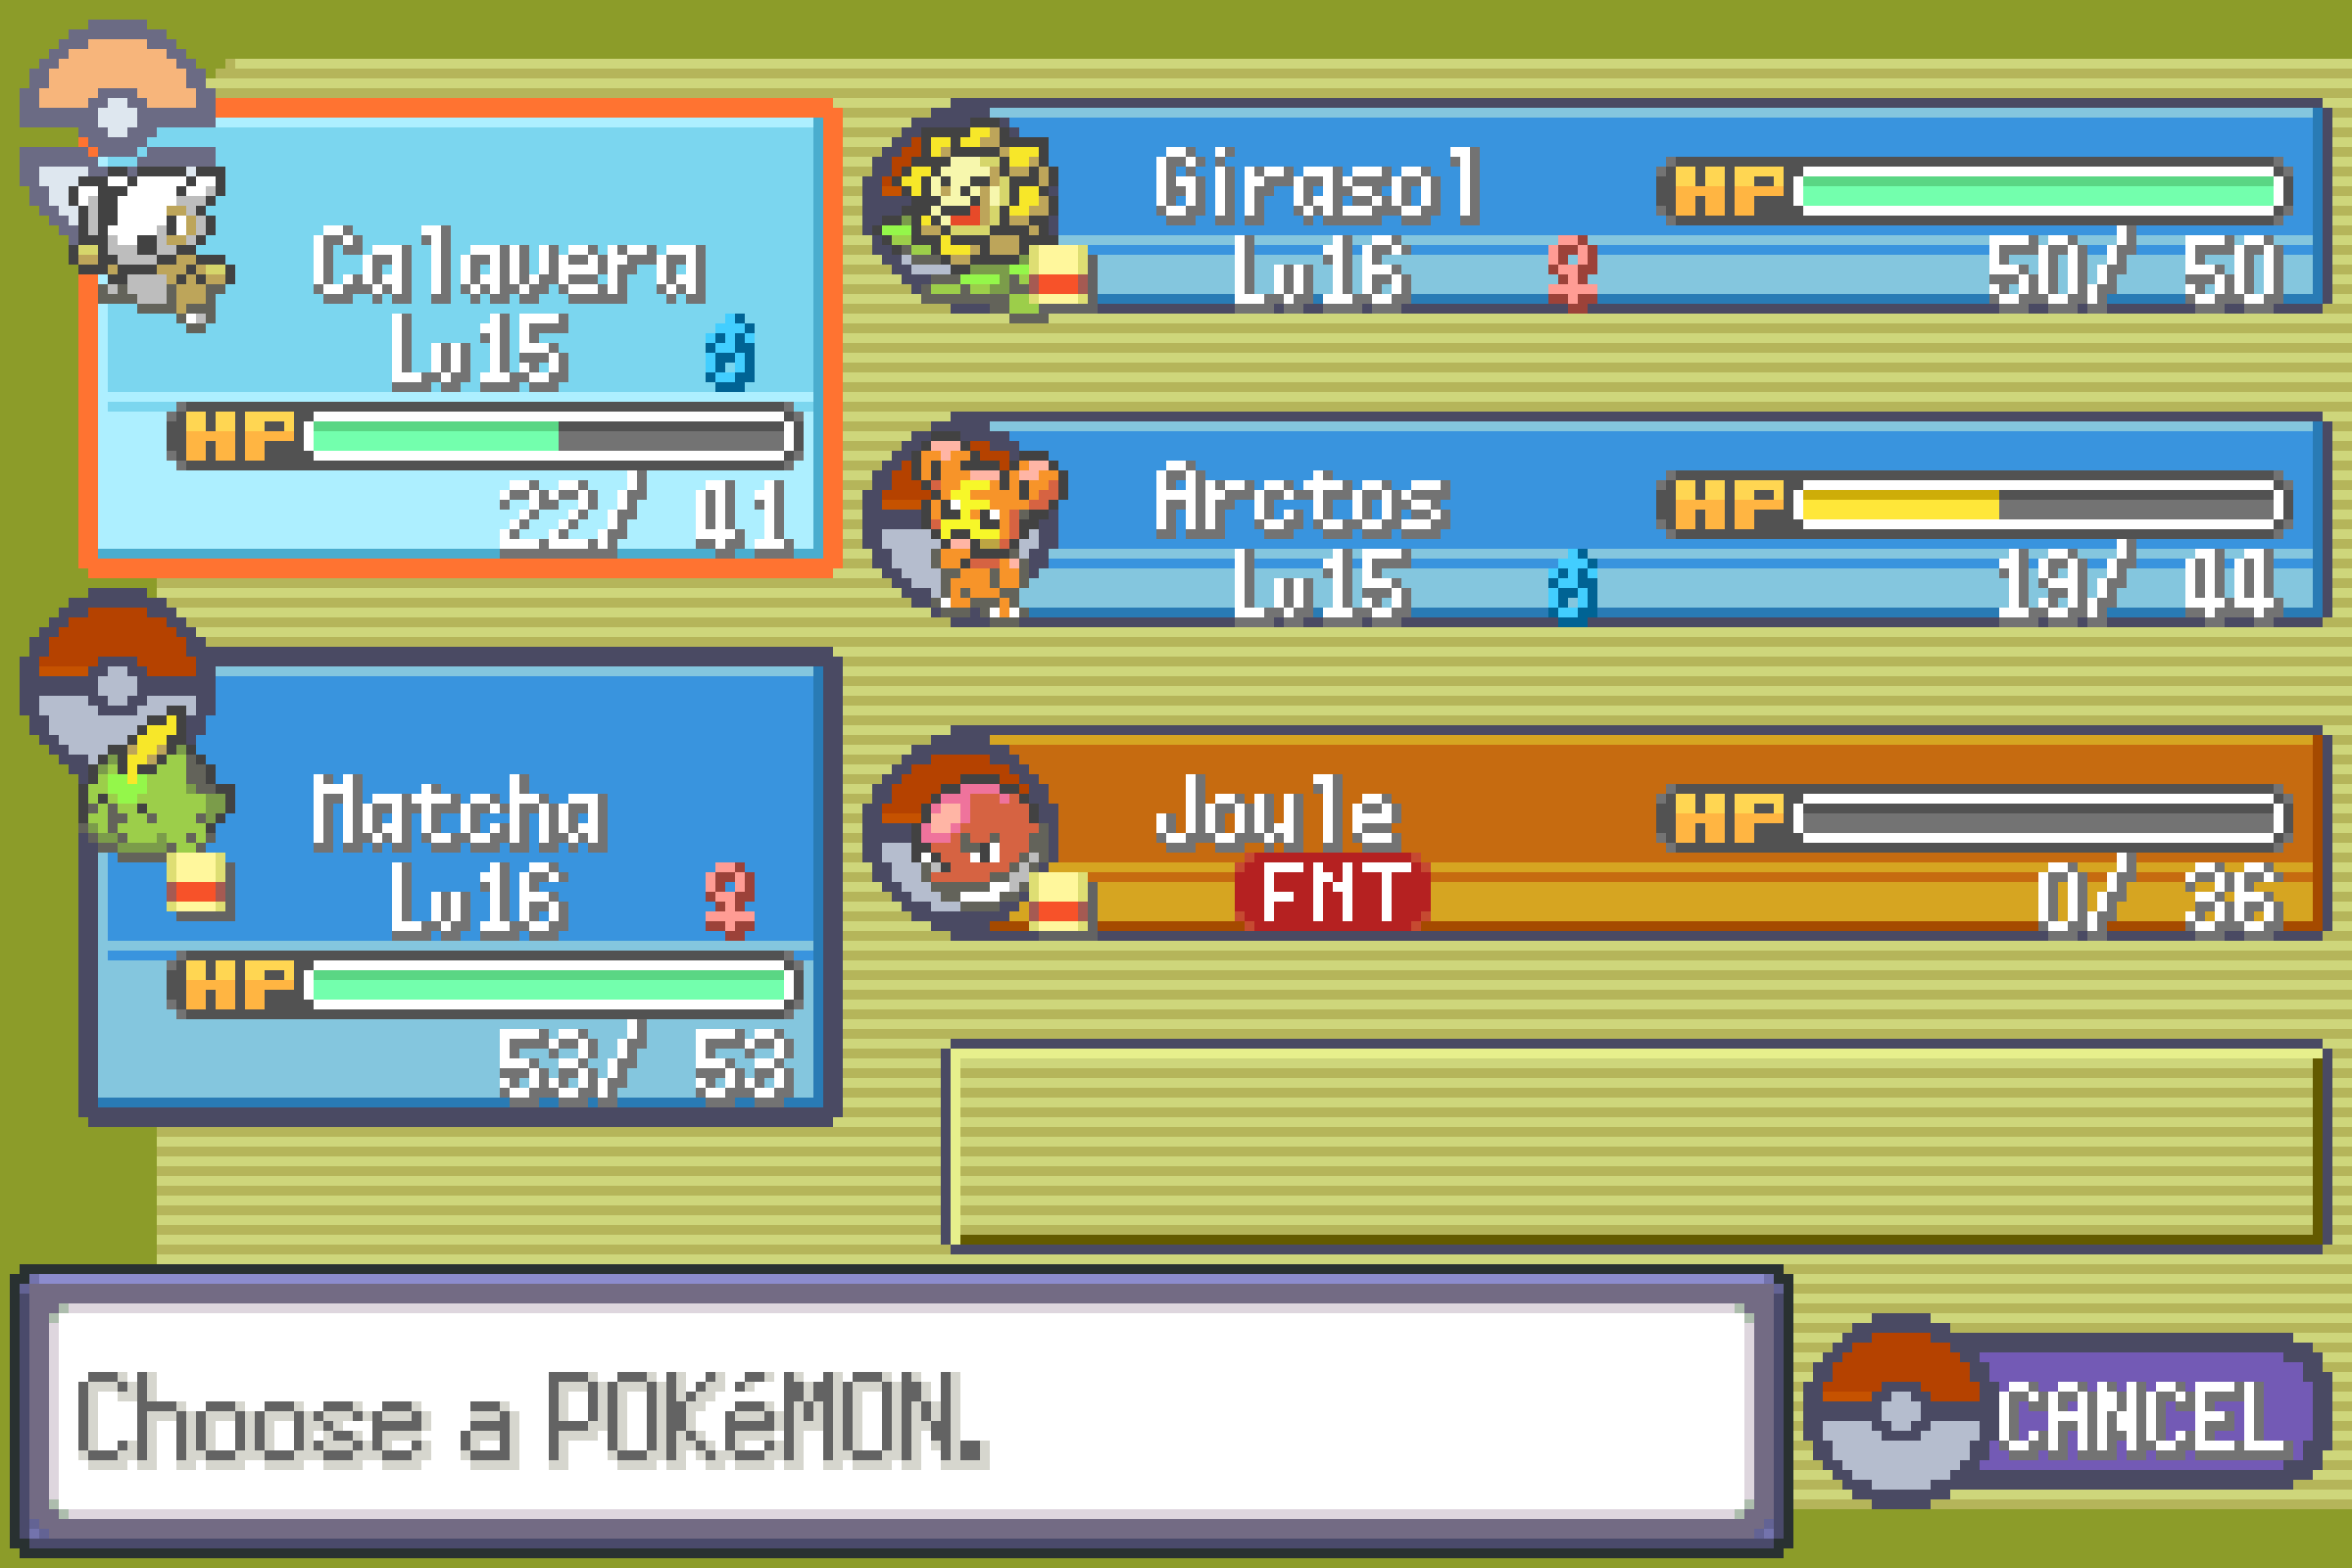 Calavera
Lv15 ♂
HP
22/ 41
Matcha
Lv16 ♀
HP
53/ 53
Girasol
HP
Lv16 ♀
50/ 50
Arctos
HP
Lv15 ♂
19/ 44
Joule
HP
FNT
0/ 36
Choose a POKéMON.
CANCEL